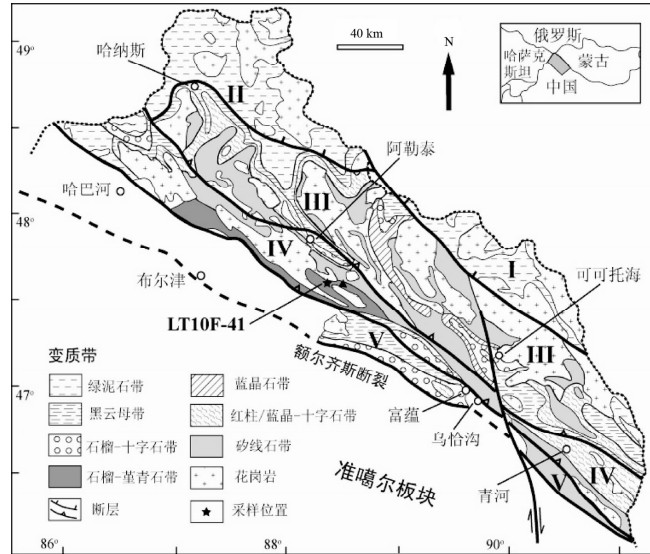 49°
40 km
N
俄罗斯
哈萨克
斯坦
蒙古
中国
哈纳斯
II
阿勒泰
哈巴河
48°
III
I
IV
布尔津
可可托海
LT10F-41
V
III
变质带
额尔齐斯断裂
47°
绿泥石带
蓝晶石带
黑云母带
红柱/蓝晶-十字石带
富蕴
乌恰沟
石榴-十字石带
矽线石带
IV
石榴-堇青石带
花岗岩
准噶尔板块
青河
V
断层
采样位置
86°
88°
90°